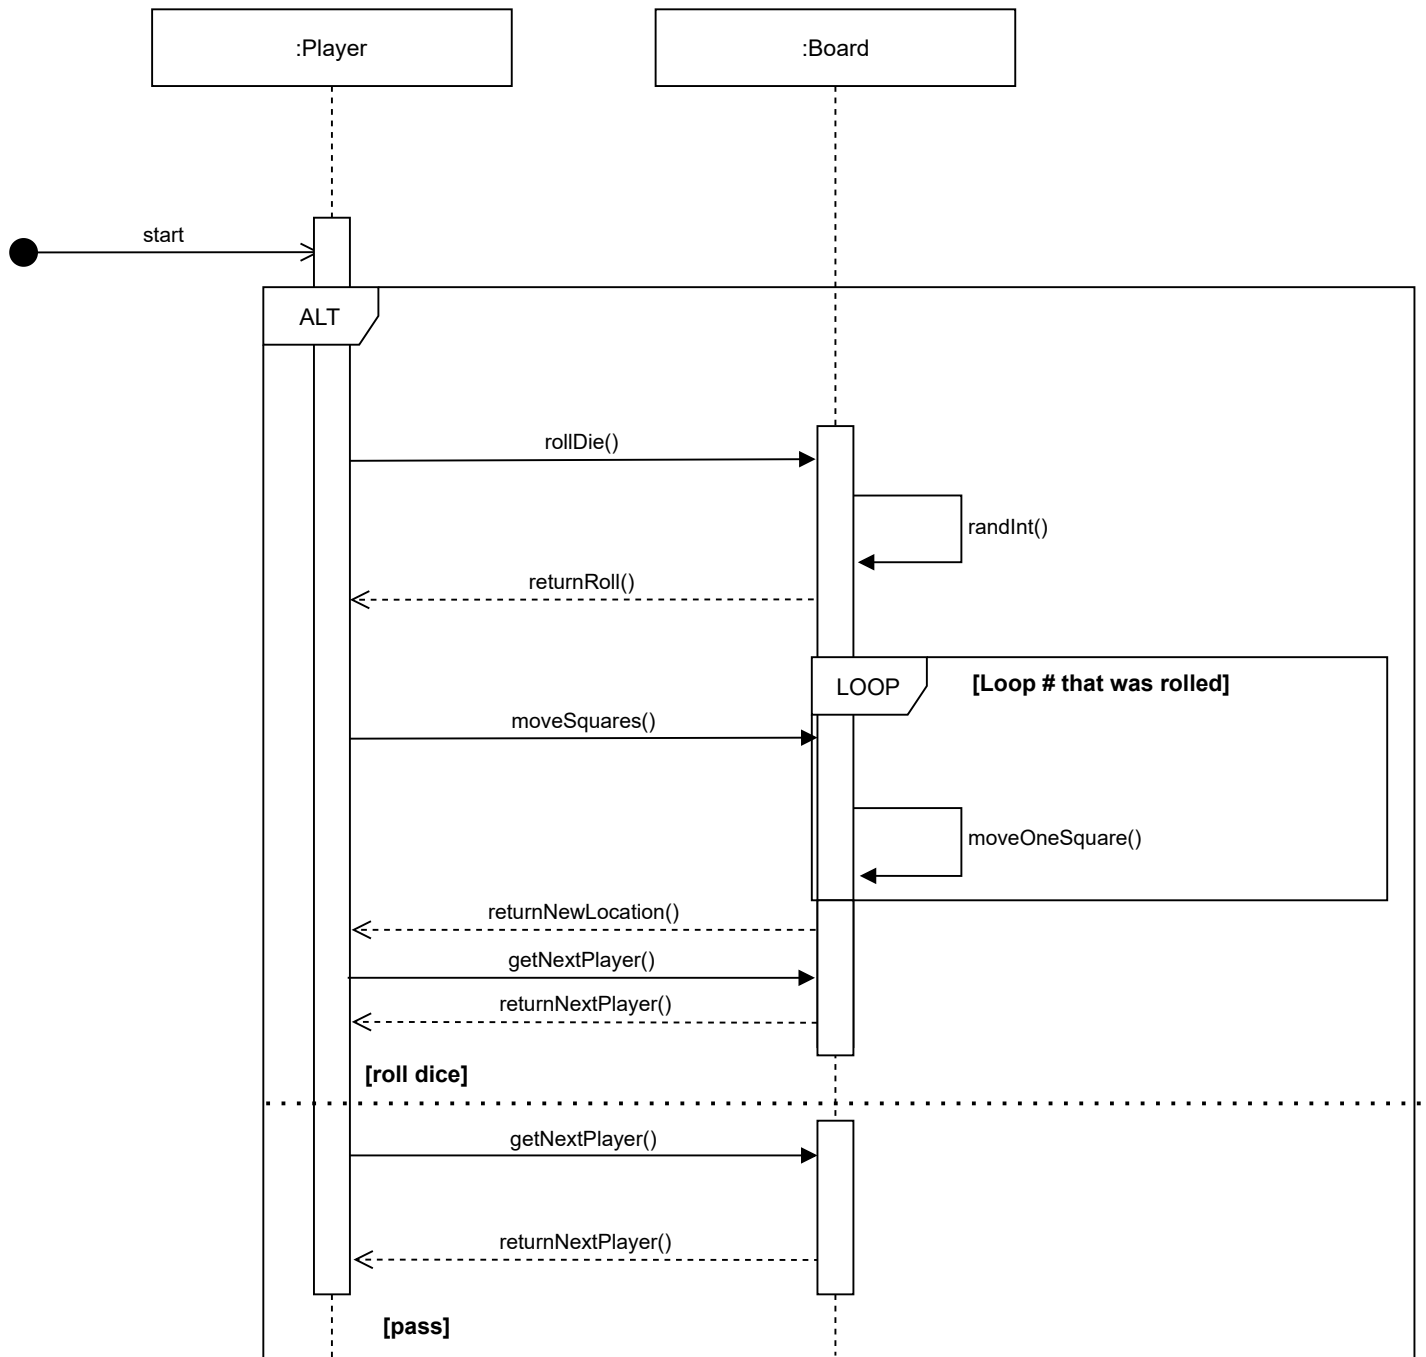 :Player
:Board
start
ALT
rollDie()
randInt()
returnRoll()
LOOP
[Loop # that was rolled]
moveSquares()
moveOneSquare()
returnNewLocation()
getNextPlayer()
returnNextPlayer()
[roll dice]
getNextPlayer()
returnNextPlayer()
[pass]